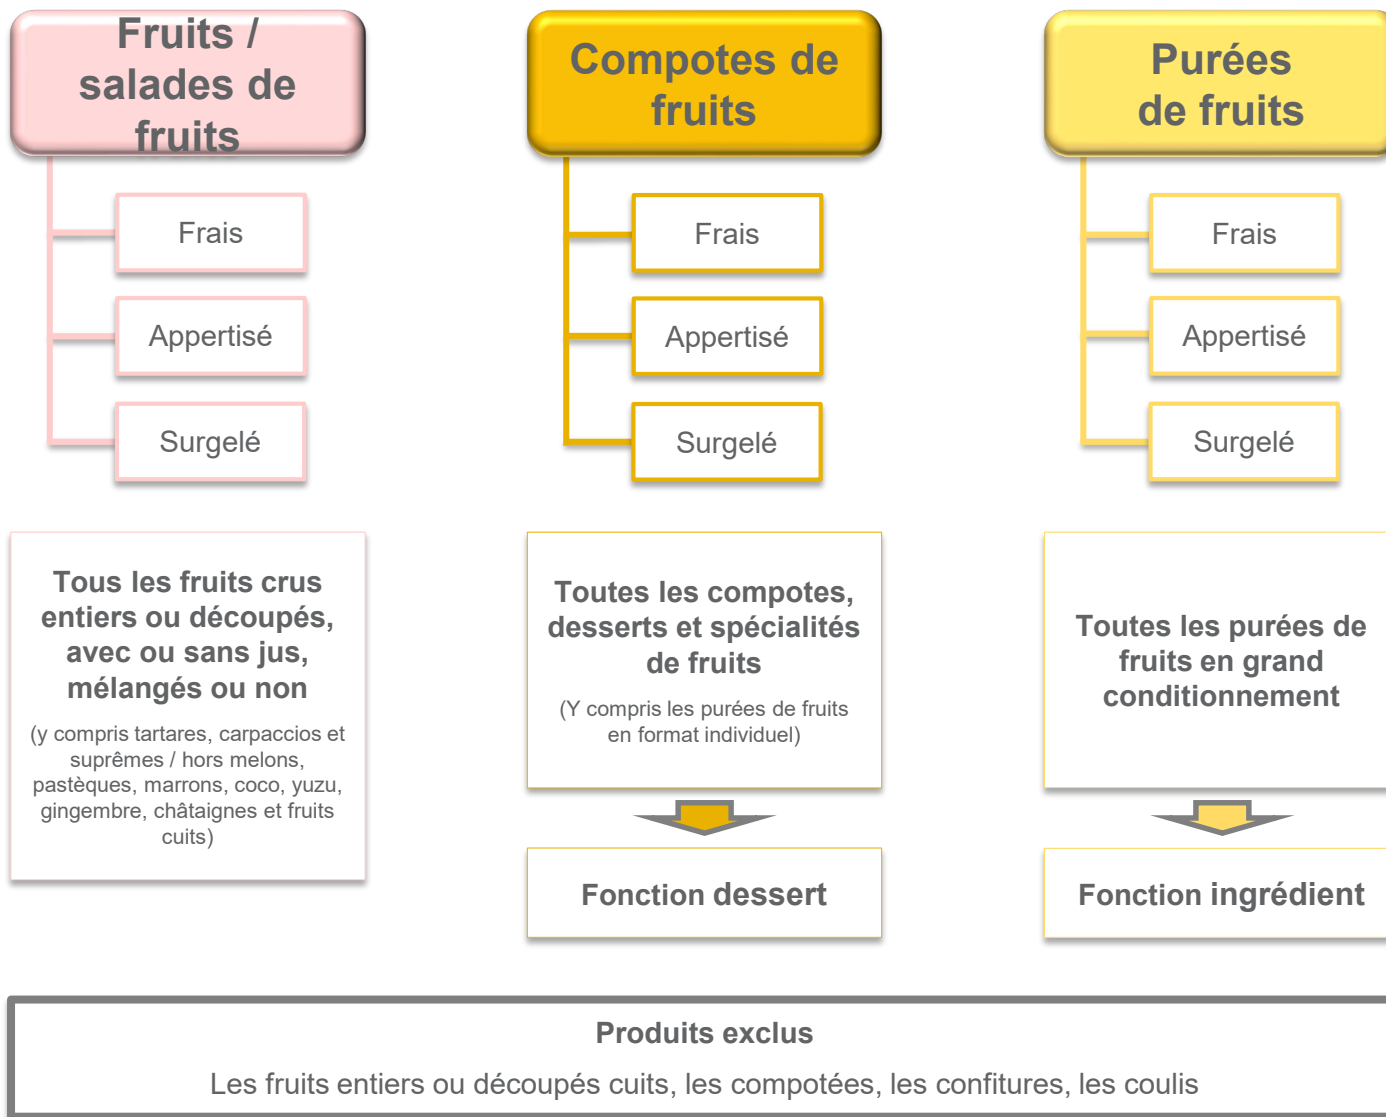 Fruits /
salades de
fruits
Frais
Appertisé
Surgelé
Tous les fruits crus
entiers ou découpés,
avec ou sans jus,
mélangés ou non
(y compris tartares, carpaccios et
suprêmes / hors melons,
pastèques, marrons, coco, yuzu,
gingembre, châtaignes et fruits
cuits)
Compotes de
fruits
Frais
Appertisé
Surgelé
Toutes les compotes,
desserts et spécialités
de fruits
(Y compris les purées de fruits
en format individuel)
Fonction dessert
Purées
de fruits
Frais
Appertisé
Surgelé
Toutes les purées de
fruits en grand
conditionnement
Fonction ingrédient
Produits exclus
Les fruits entiers ou découpés cuits, les compotées, les confitures, les coulis